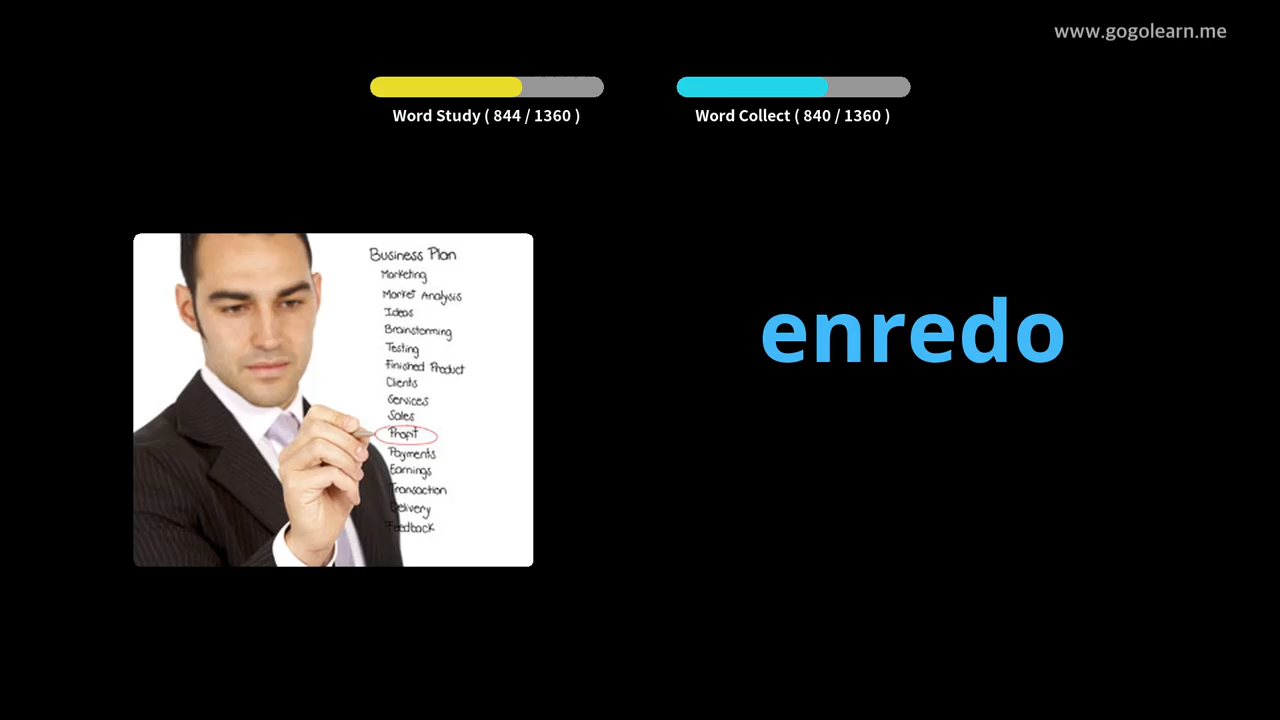 www.gogolearn.me
Word Study ( 844 / 1360 )
Word Collect ( 840 / 1360 )
Business Plan
Marketing
Market Analysis
Ideas
Brainstorming
Testing
Finished Product
Clients
Services
Sales
Profit
Payments
Earnings
Transaction
Delivery
Feedback
enredo